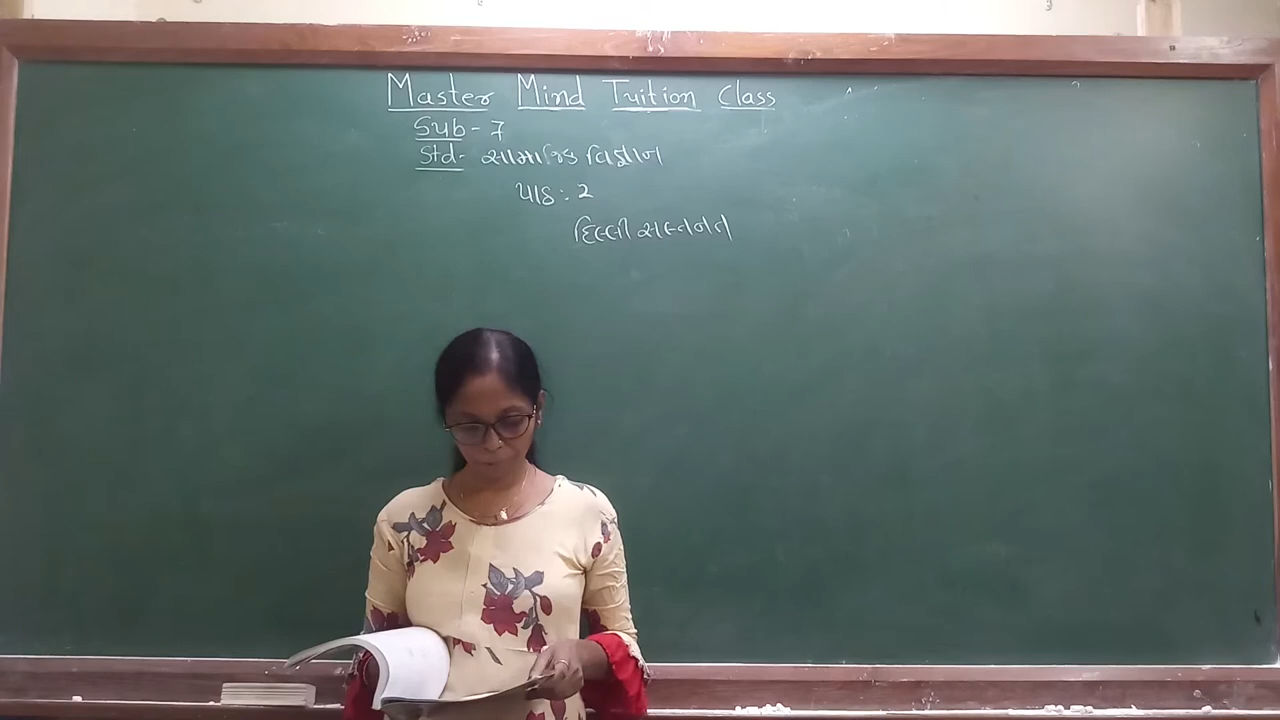 Master Mind Tuition Class
Sub - 7
Std - સામાજિક વિજ્ઞાન
પાઠ : 2
દિલ્લી સલ્તનત